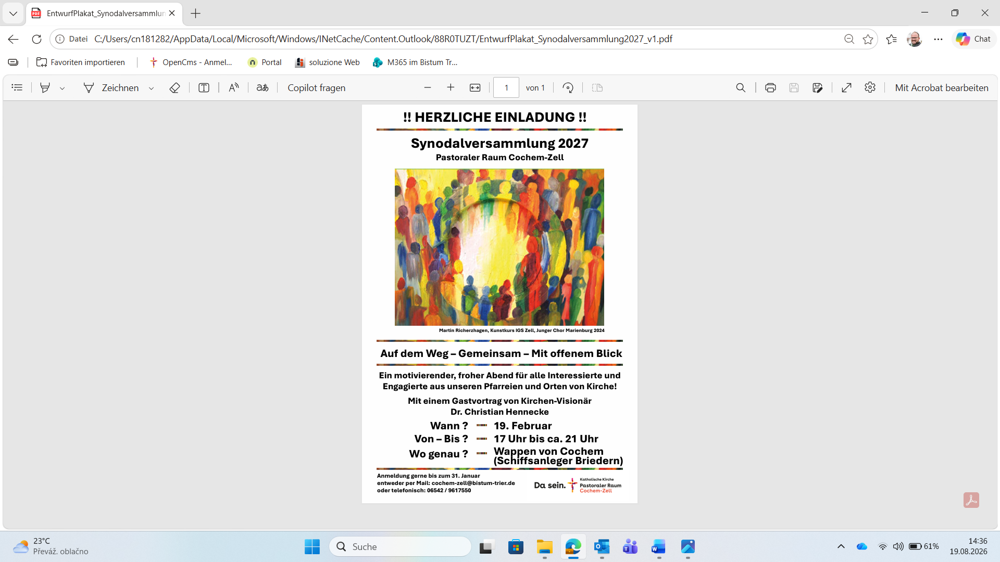 EntwurfPlakat_Synodalversammlun
Datei C:/Users/cn181282/AppData/Local/Microsoft/Windows/INetCache/Content.Outlook/88R0TUZT/EntwurfPlakat_Synodalversammlung2027_v1.pdf
Chat
Favoriten importieren
OpenCms - Anmel...
Portal
soluzione Web
M365 im Bistum Tr...
Zeichnen
Copilot fragen
1 von 1
Mit Acrobat bearbeiten
!! HERZLICHE EINLADUNG !!
Synodalversammlung 2027
Pastoraler Raum Cochem-Zell
Martin Richerzhagen, Kunstkurs IGS Zell, Junger Chor Marienburg 2024
Auf dem Weg – Gemeinsam – Mit offenem Blick
Ein motivierender, froher Abend für alle Interessierte und
Engagierte aus unseren Pfarreien und Orten von Kirche!
Mit einem Gastvortrag von Kirchen-Visionär
Dr. Christian Hennecke
Wann ? 19. Februar
Von – Bis ? 17 Uhr bis ca. 21 Uhr
Wo genau ? Wappen von Cochem
(Schiffsanleger Briedern)
Anmeldung gerne bis zum 31. Januar
entweder per Mail: cochem-zell@bistum-trier.de
oder telefonisch: 06542 / 9617550
Da sein.
Katholische Kirche
Pastoraler Raum
Cochem-Zell
23°C
Převáž. oblačno
Suche
61%
14:36
19.08.2026